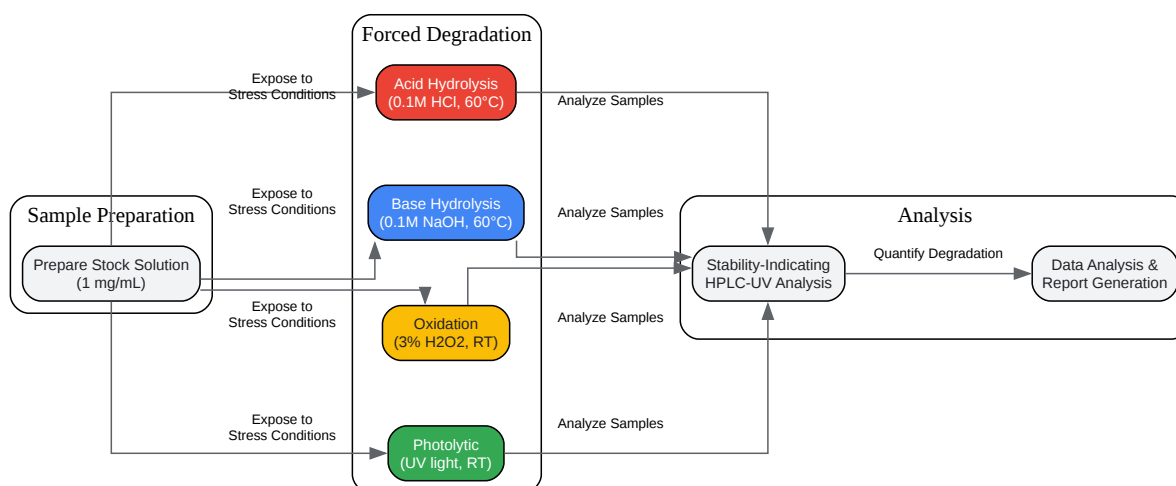 Sample Preparation
Prepare Stock Solution
(1 mg/mL)
Expose to
Stress Conditions
Expose to
Stress Conditions
Expose to
Stress Conditions
Expose to
Stress Conditions
Forced Degradation
Acid Hydrolysis
(0.1M HCl, 60°C)
Base Hydrolysis
(0.1M NaOH, 60°C)
Oxidation
(3% H2O2, RT)
Photolytic
(UV light, RT)
Analyze Samples
Analyze Samples
Analyze Samples
Analyze Samples
Analysis
Stability-Indicating
HPLC-UV Analysis
Quantify Degradation
Data Analysis &
Report Generation